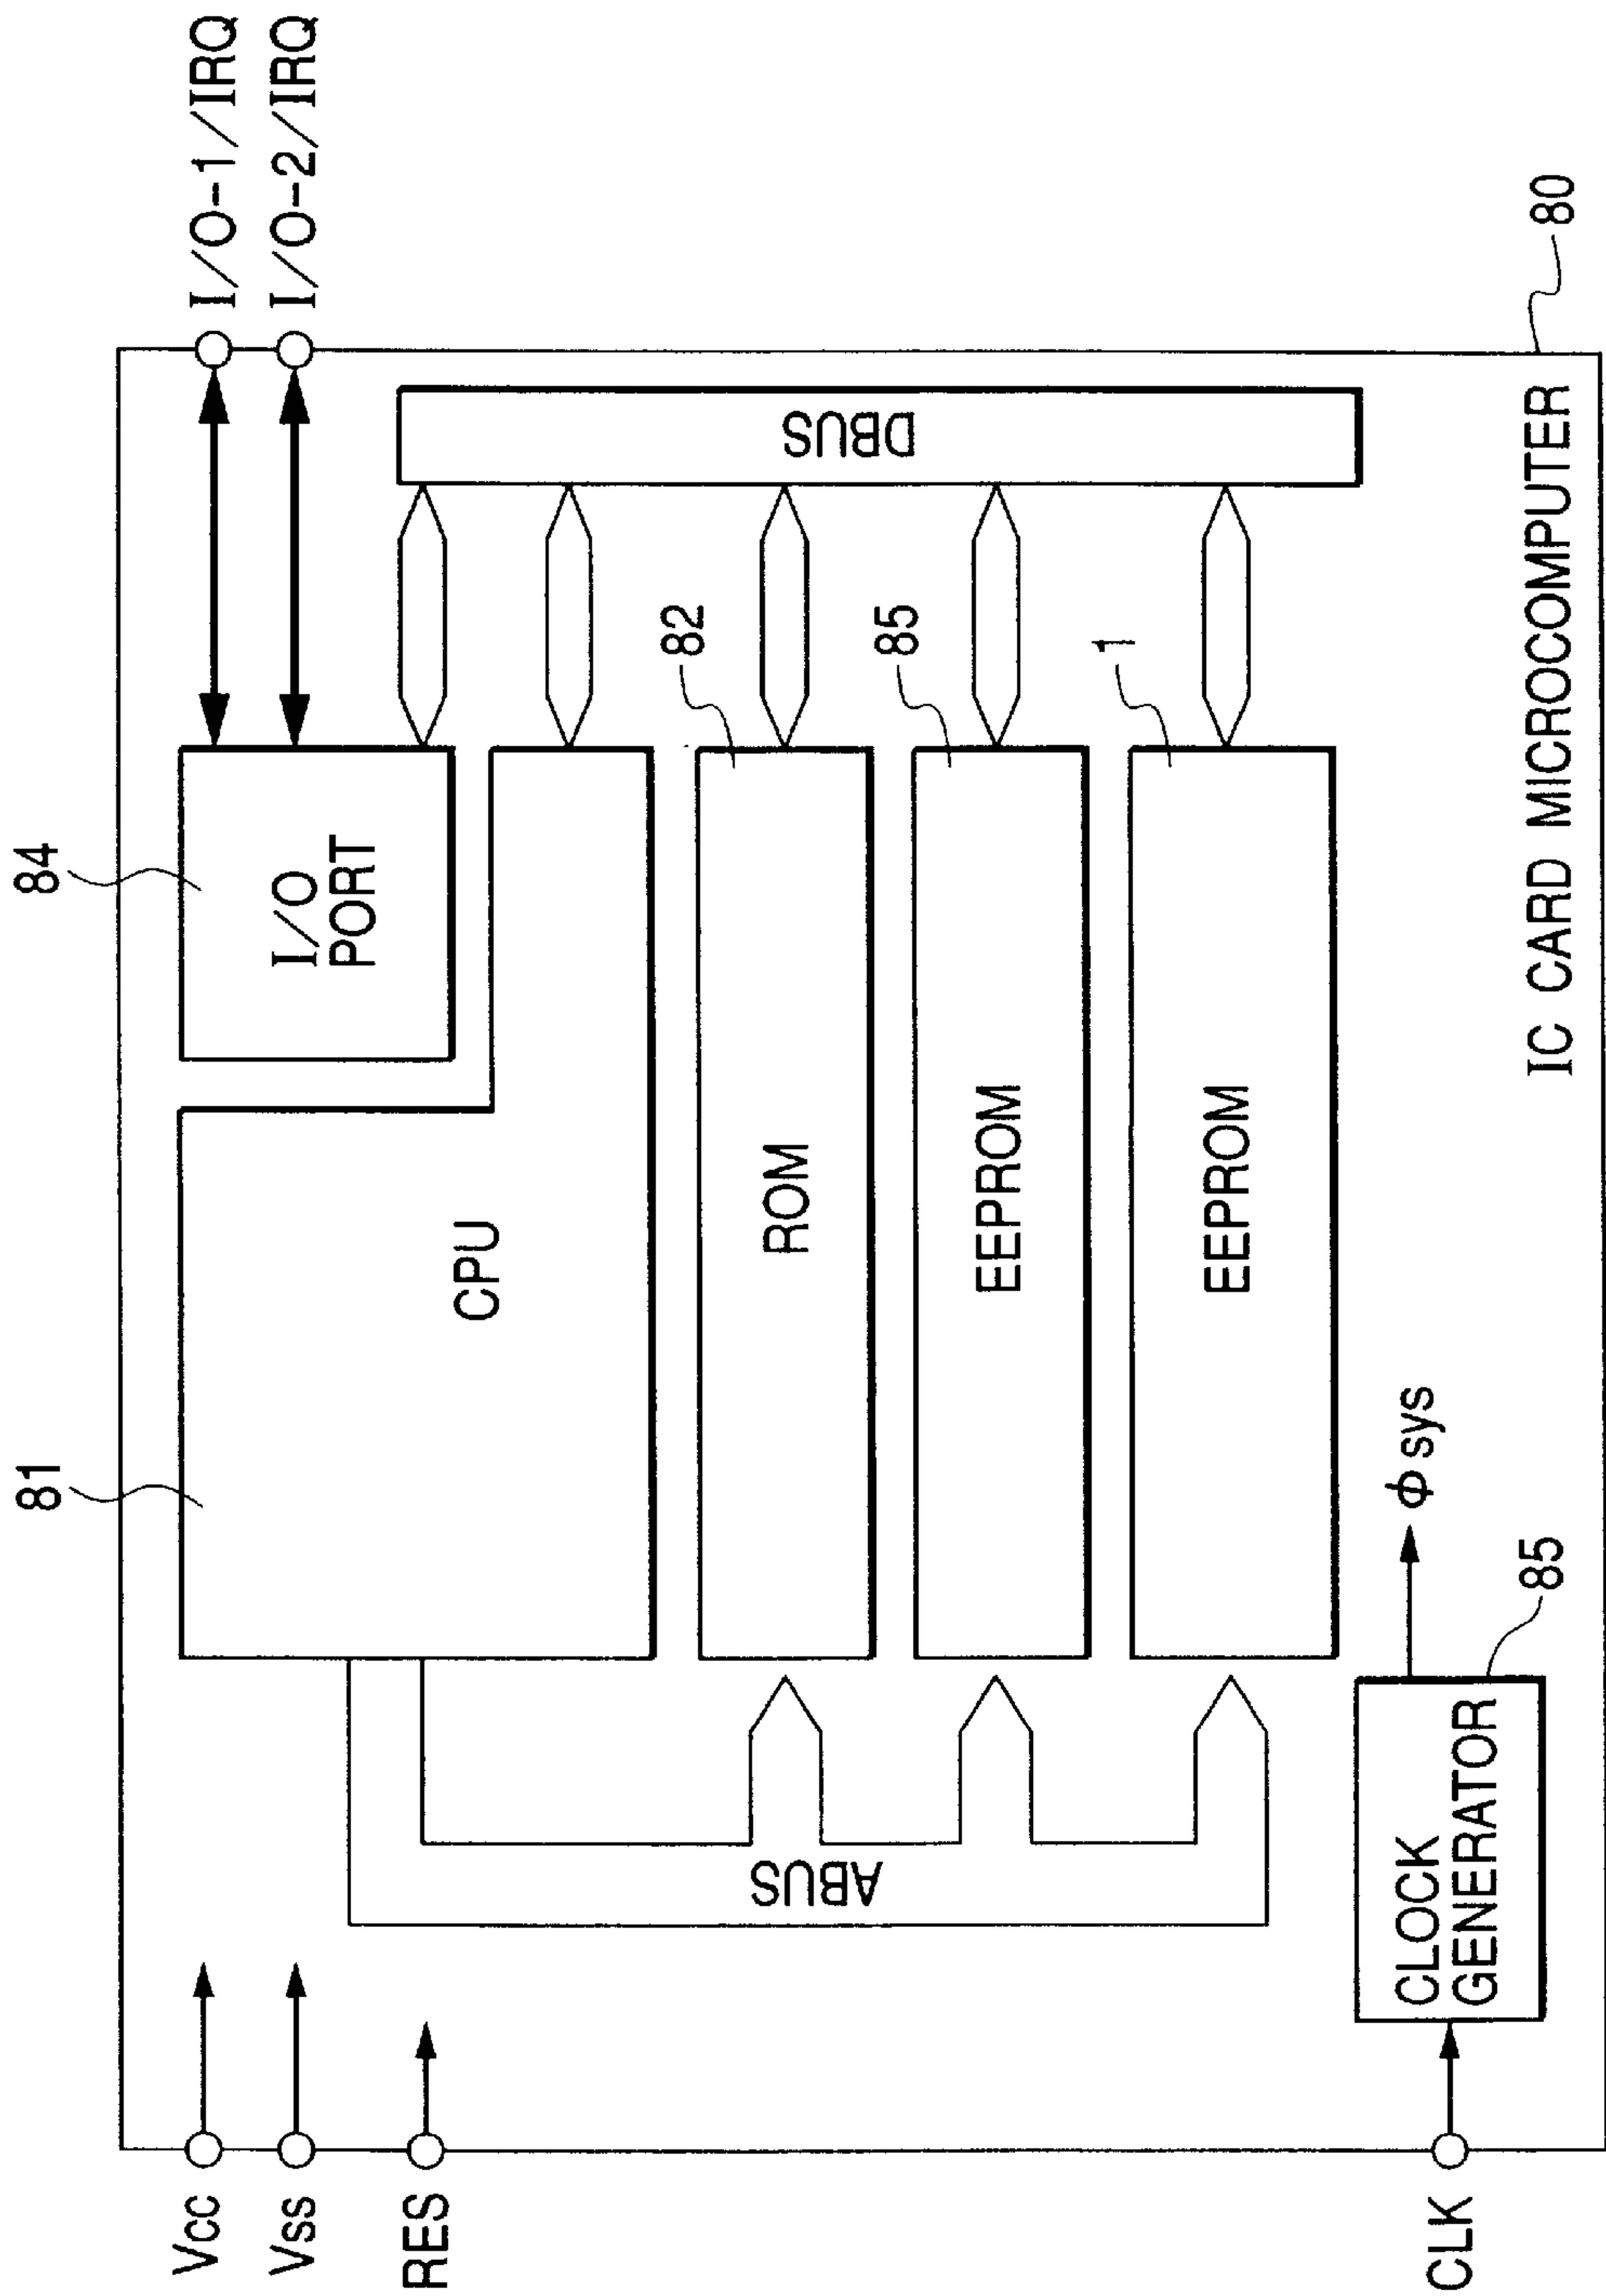 Vcc
Vss
RES
CLK
81
84
I/O
PORT
I/O-1/IRQ
I/O-2/IRQ
CPU
82
ROM
85
EEPROM
1
EEPROM
ABUS
DBUS
CLOCK
GENERATOR
85
Φsys
IC CARD MICROCOMPUTER
80